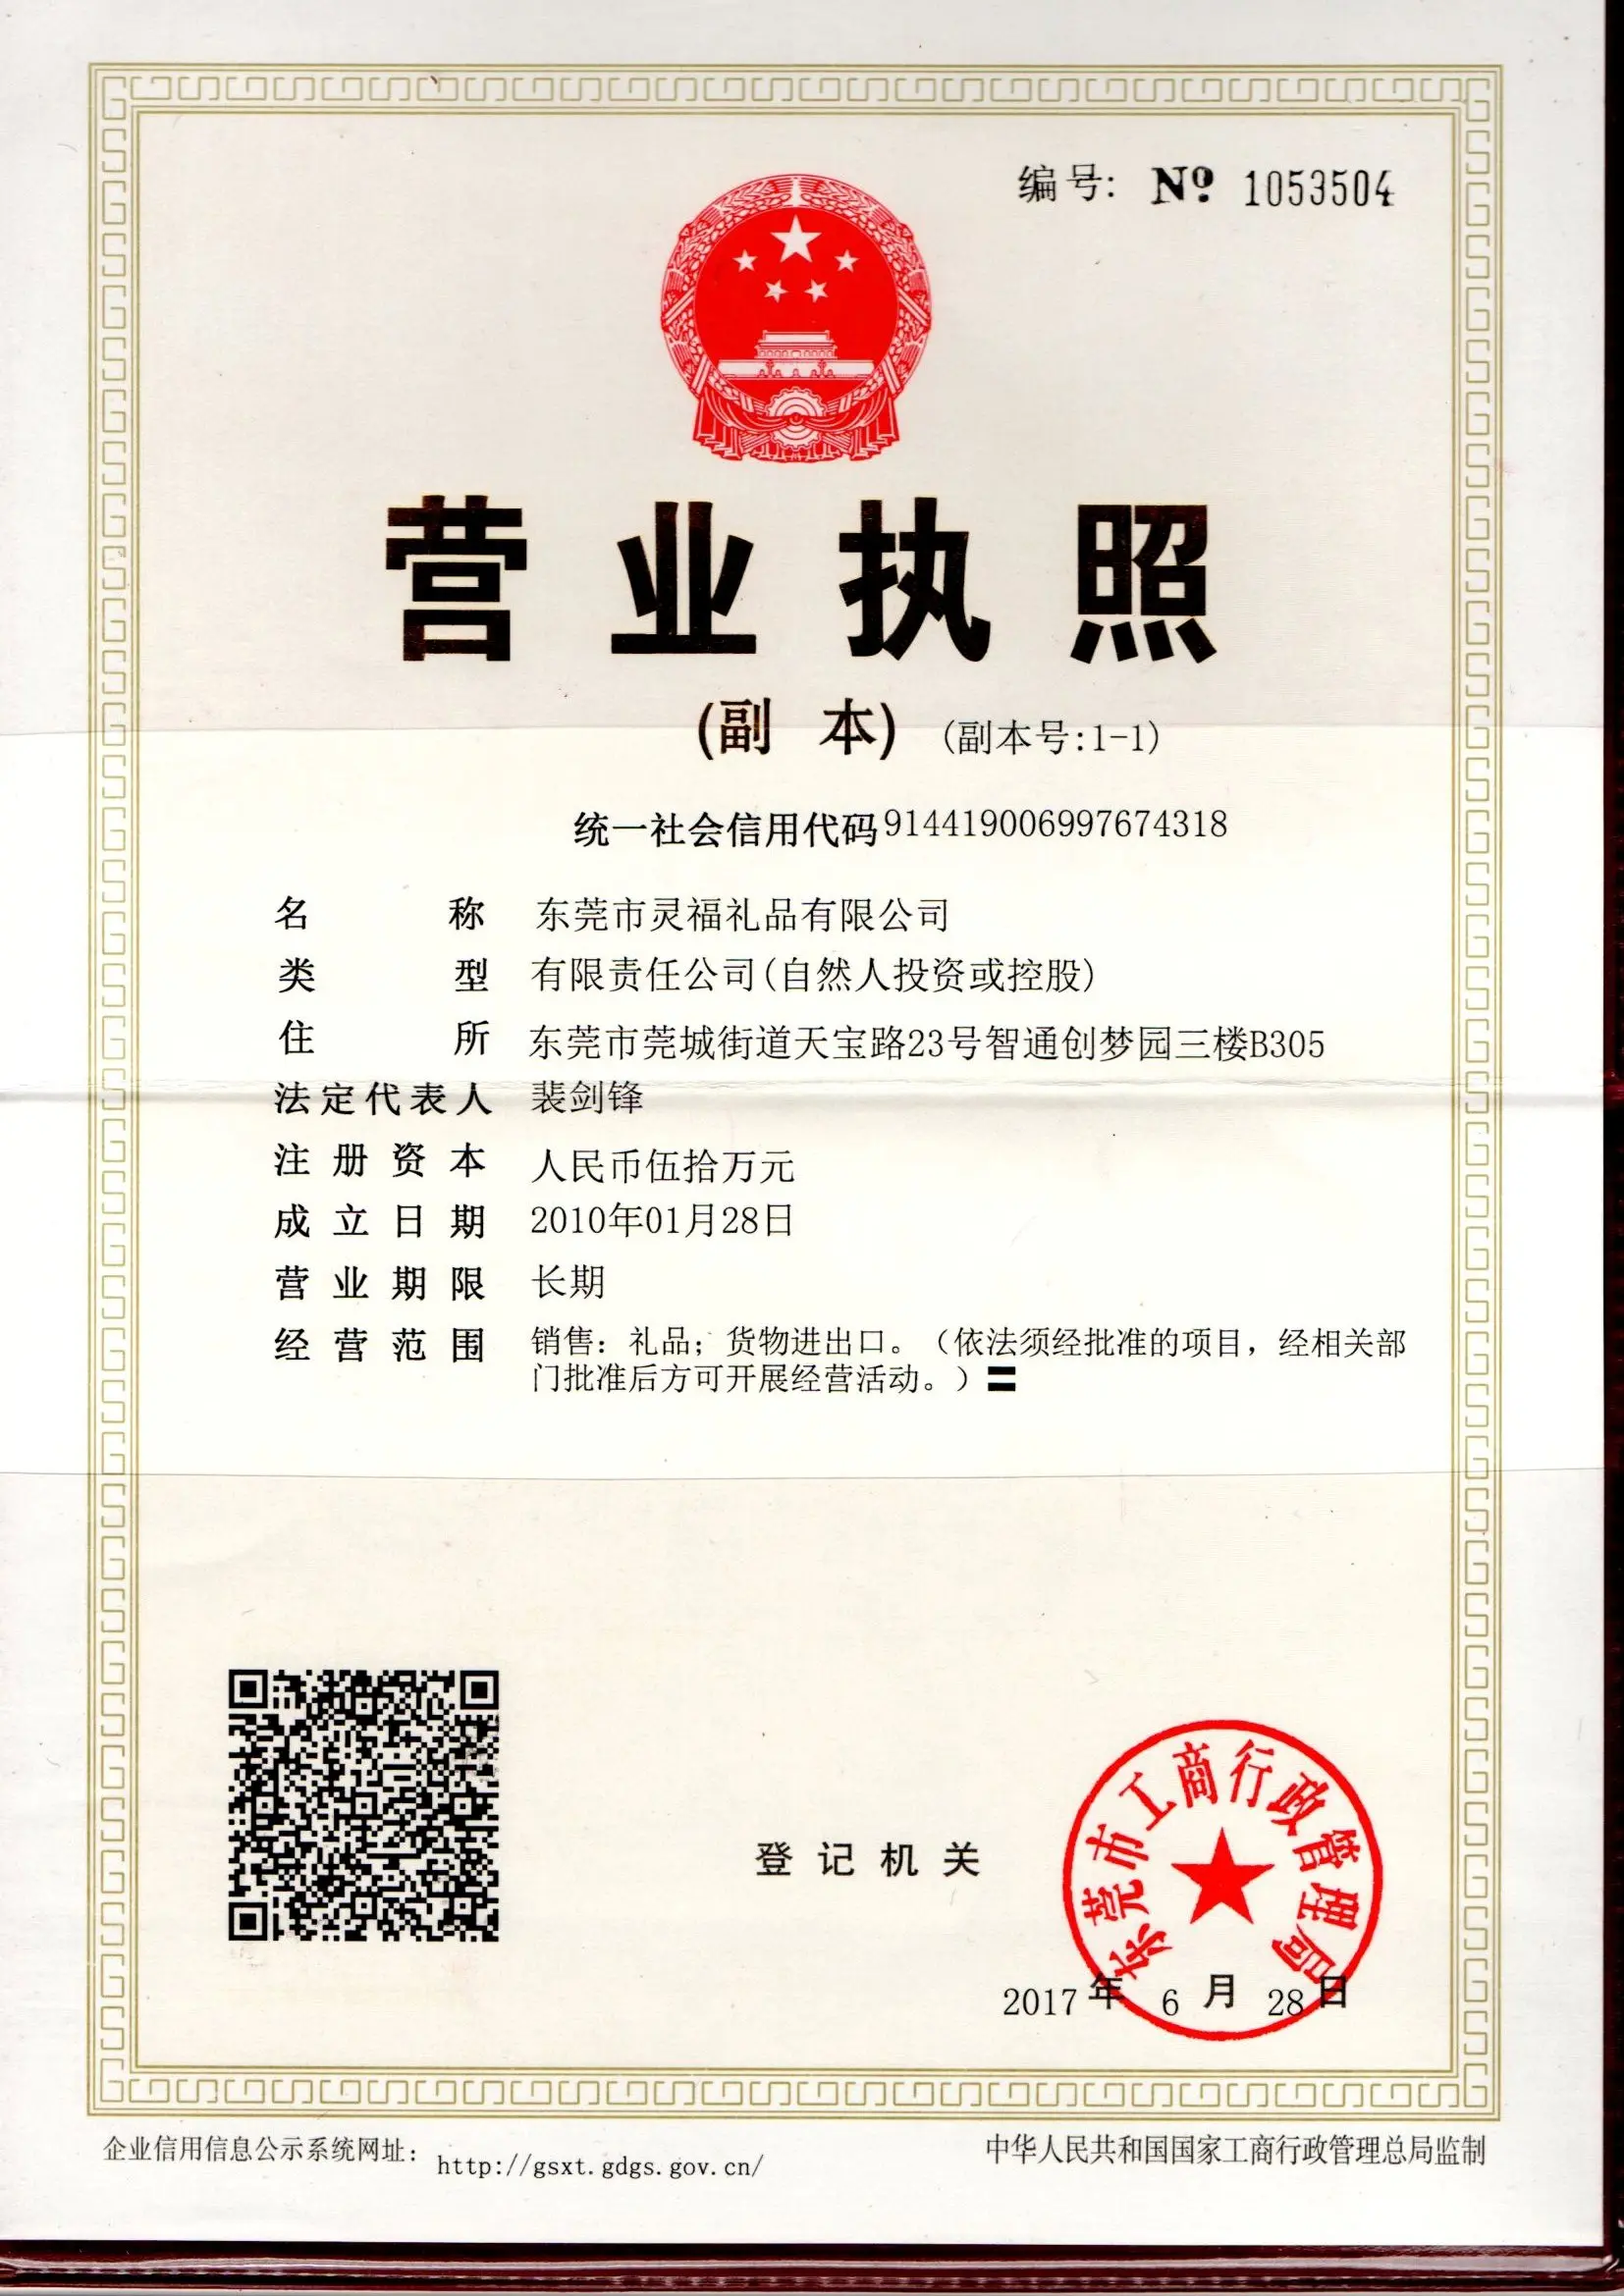 编号: № 1053504
营业执照
(副 本) (副本号:1-1)
统一社会信用代码914419006997674318
名 称 东莞市灵福礼品有限公司
类 型 有限责任公司(自然人投资或控股)
住 所 东莞市莞城街道天宝路23号智通创梦园三楼B305
法定代表人 裴剑锋
注册资本 人民币伍拾万元
成立日期 2010年01月28日
营业期限 长期
经营范围 销售：礼品；货物进出口。（依法须经批准的项目，经相关部
门批准后方可开展经营活动。）
东莞市工商行政管理局
登记机关
2017 年 6 月 28 日
企业信用信息公示系统网址： http://gsxt.gdgs.gov.cn/
中华人民共和国国家工商行政管理总局监制